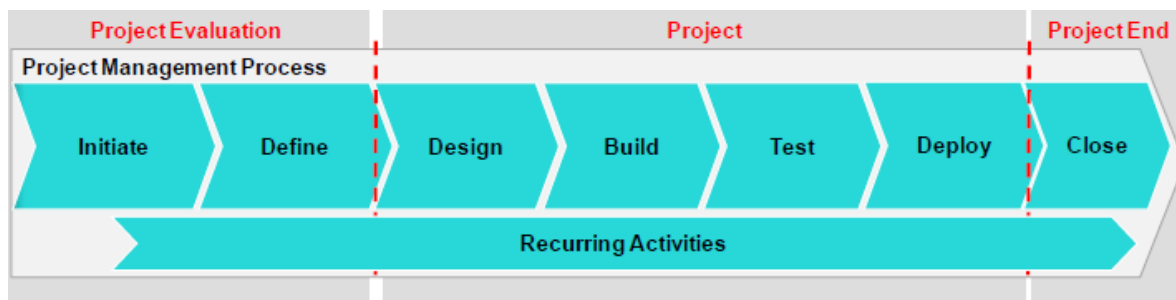 Project Evaluation
Project
Project End
Project Management Process
Initiate
Define
Design
Build
Test
Deploy
Close
Recurring Activities